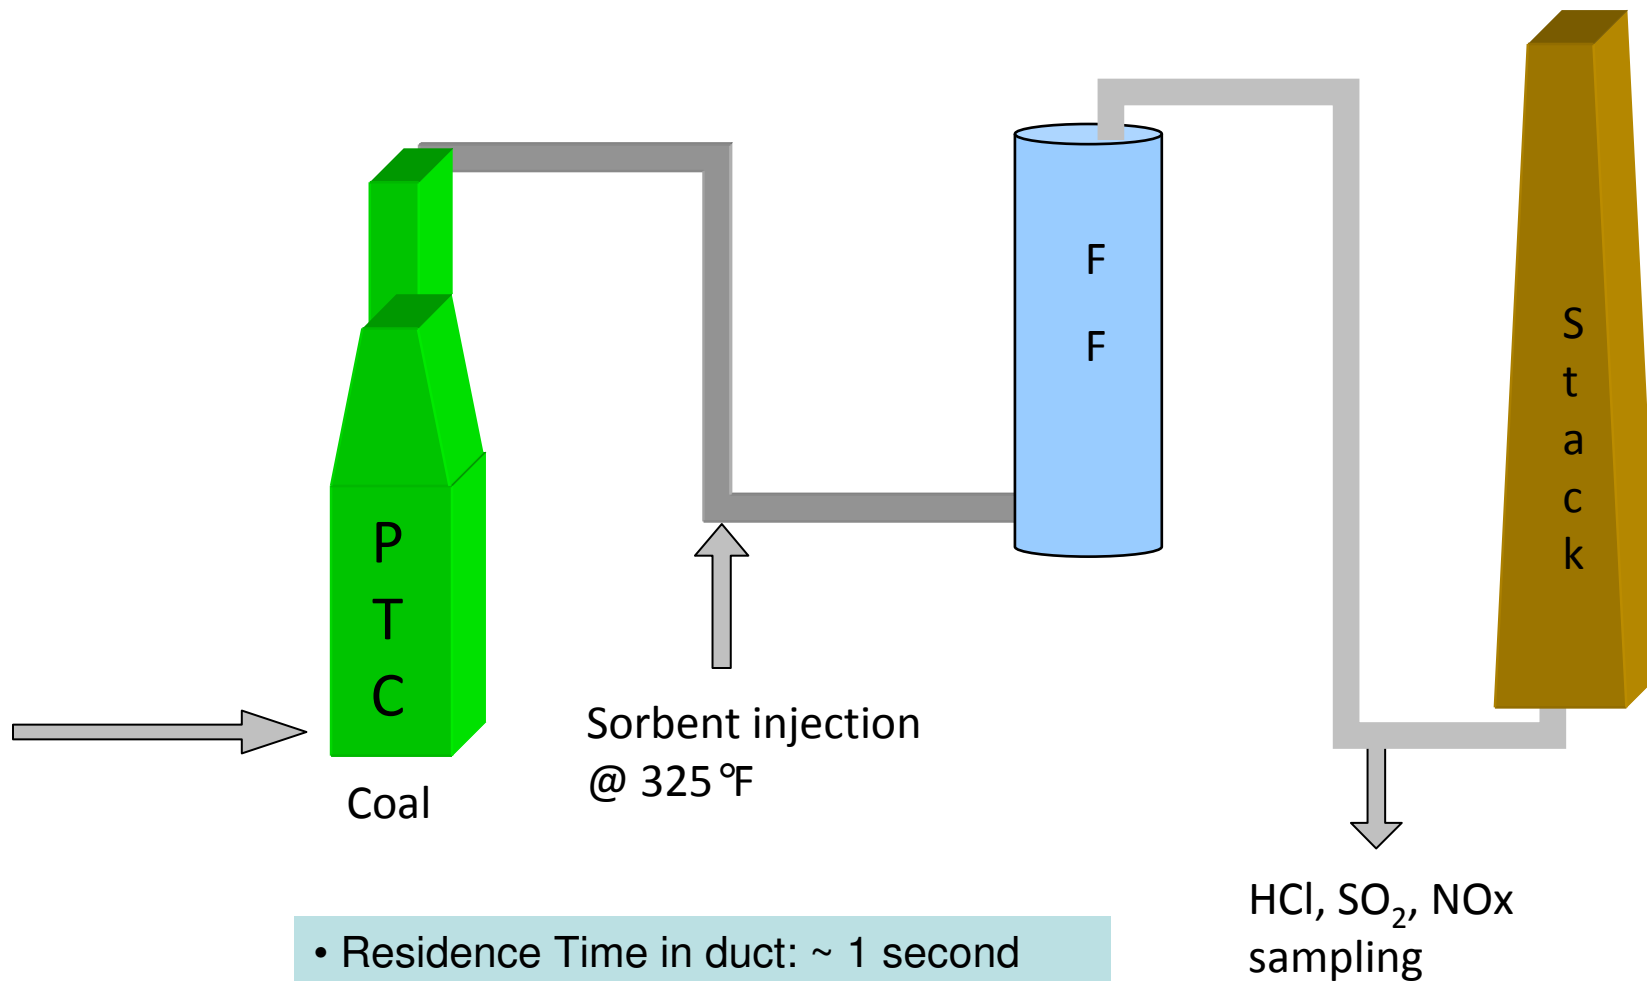 P
T
C
Coal
Sorbent injection
@ 325°F
F
F
S
t
a
c
k
HCl, SO₂, NOx
sampling
• Residence Time in duct: ~ 1 second